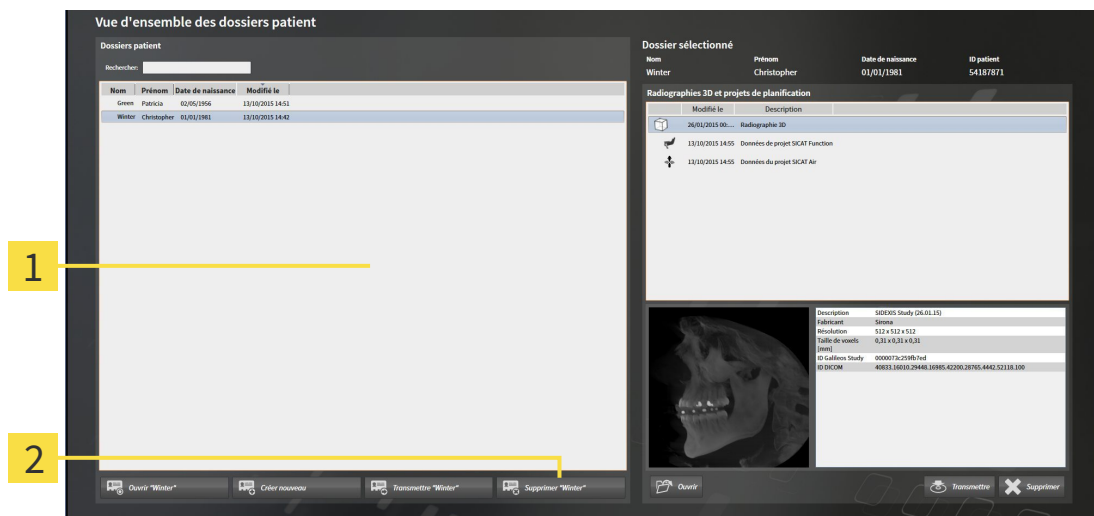 Vue d'ensemble des dossiers patient
Dossiers patient
Rechercher:
Nom Prénom Date de naissance Modifié le
Green Patricia 02/05/1956 13/10/2015 14:51
Winter Christopher 01/01/1981 13/10/2015 14:42
1
2
Ouvrir "Winter"
Créer nouveau
Transmettre "Winter"
Supprimer "Winter"
Dossier sélectionné
Nom Prénom Date de naissance ID patient
Winter Christopher 01/01/1981 54187871
Radiographies 3D et projets de planification
Modifié le Description
26/01/2015 00:... Radiographie 3D
13/10/2015 14:55 Données de projet SICAT Function
13/10/2015 14:55 Données du projet SICAT Air
Description SIDEXIS Study (26.01.15)
Fabricant Sirona
Résolution 512 x 512 x 512
Taille de voxels [mm] 0,31 x 0,31 x 0,31
ID Galileos Study 0000073c259fb7ed
ID DICOM 40833.16010.29448.16985.42200.28765.4442.52118.100
Ouvrir
Transmettre
Supprimer